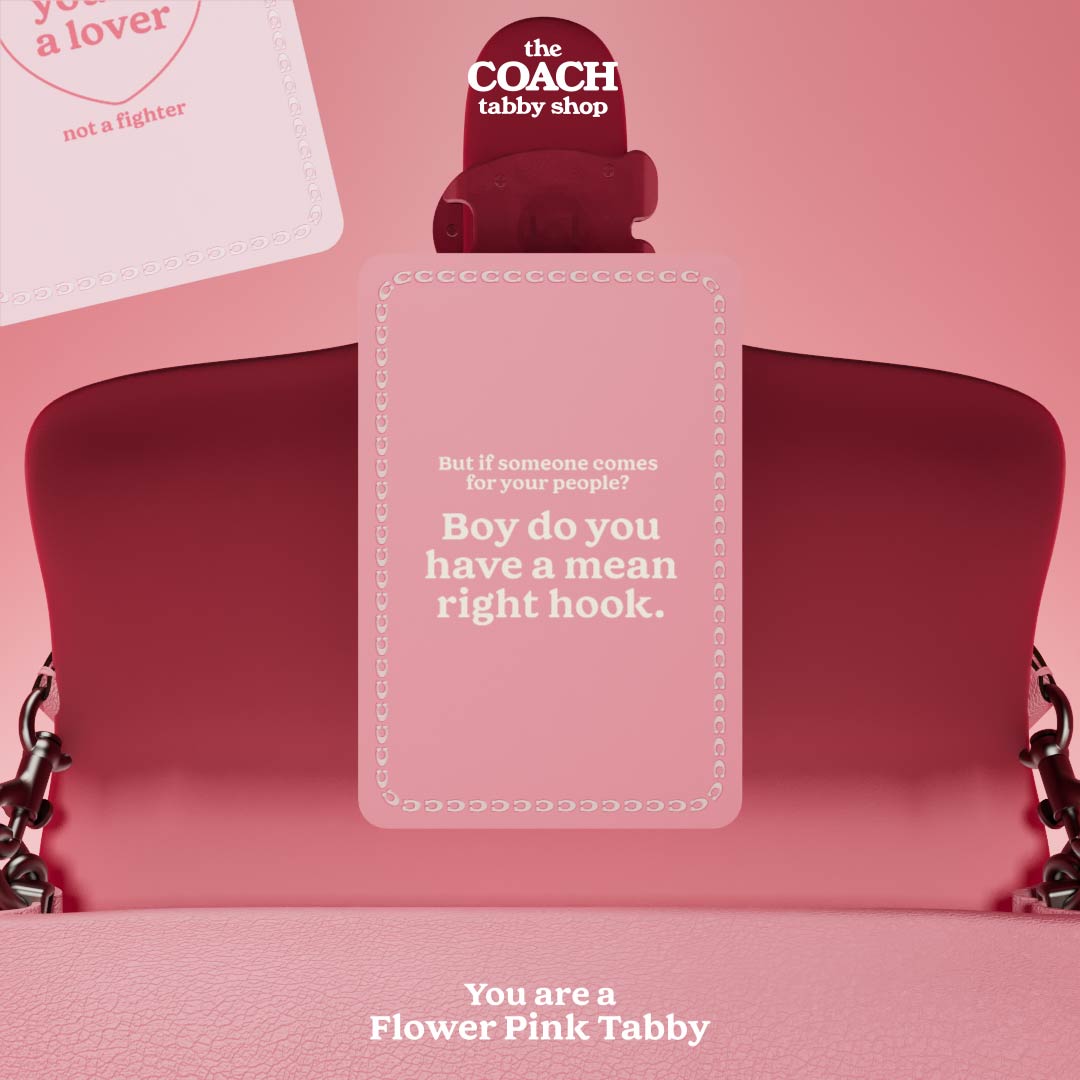 a lover
not a fighter
the
COACH
tabby shop
But if someone comes
for your people?
Boy do you
have a mean
right hook.
You are a
Flower Pink Tabby